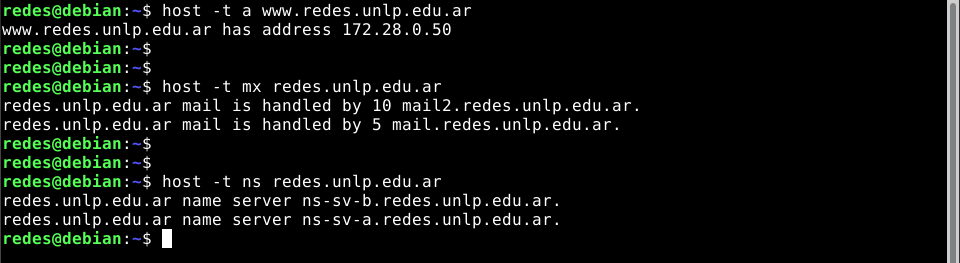 redes@debian:~$ host -t a www.redes.unlp.edu.ar
www.redes.unlp.edu.ar has address 172.28.0.50
redes@debian:~$
redes@debian:~$
redes@debian:~$ host -t mx redes.unlp.edu.ar
redes.unlp.edu.ar mail is handled by 10 mail2.redes.unlp.edu.ar.
redes.unlp.edu.ar mail is handled by 5 mail.redes.unlp.edu.ar.
redes@debian:~$
redes@debian:~$
redes@debian:~$ host -t ns redes.unlp.edu.ar
redes.unlp.edu.ar name server ns-sv-b.redes.unlp.edu.ar.
redes.unlp.edu.ar name server ns-sv-a.redes.unlp.edu.ar.
redes@debian:~$